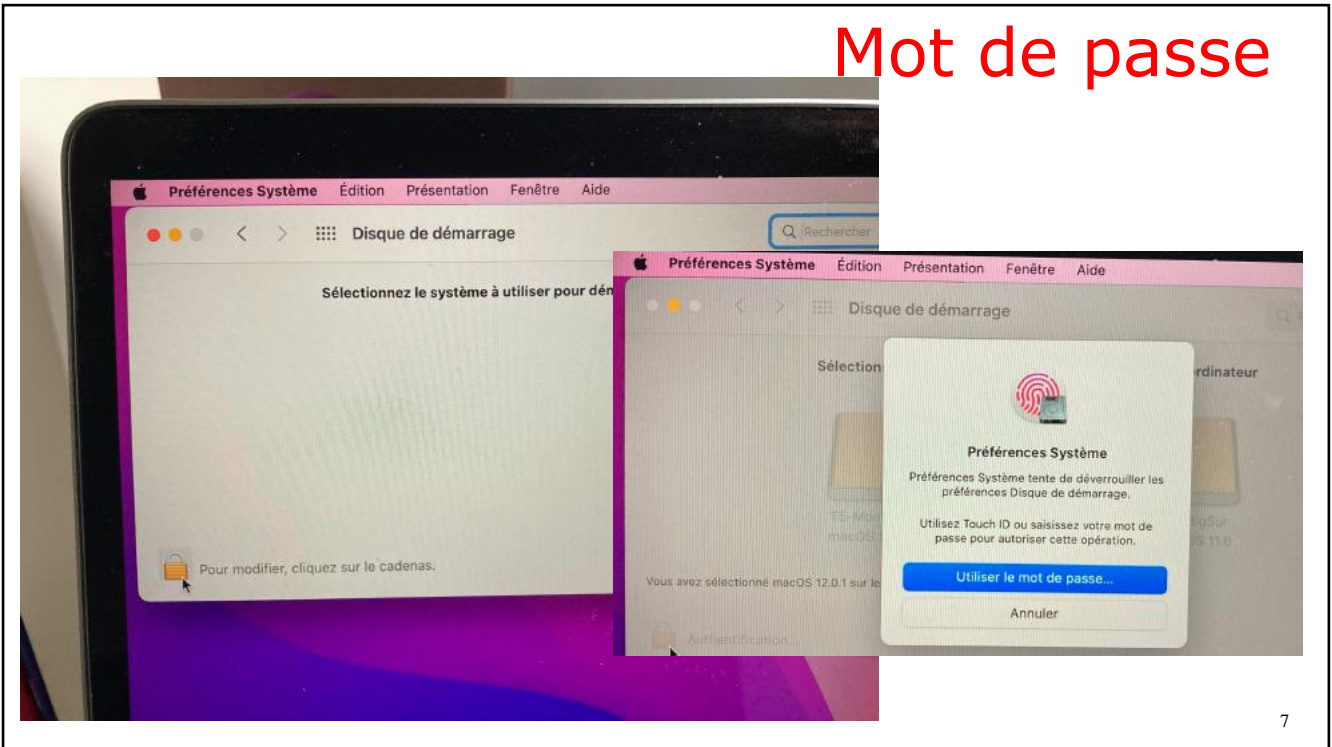 Mot de passe
Préférences Système Édition Présentation Fenêtre Aide
Disque de démarrage
Rechercher
Sélectionnez le système à utiliser pour dém
Pour modifier, cliquez sur le cadenas.
Préférences Système Édition Présentation Fenêtre Aide
Disque de démarrage
Sélection
rdinateur
Préférences Système
Préférences Système tente de déverrouiller les
préférences Disque de démarrage.
Utilisez Touch ID ou saisissez votre mot de
passe pour autoriser cette opération.
macOS
11.6
Vous avez sélectionné macOS 12.0.1 sur le
Utiliser le mot de passe...
Annuler
Authentification...
7